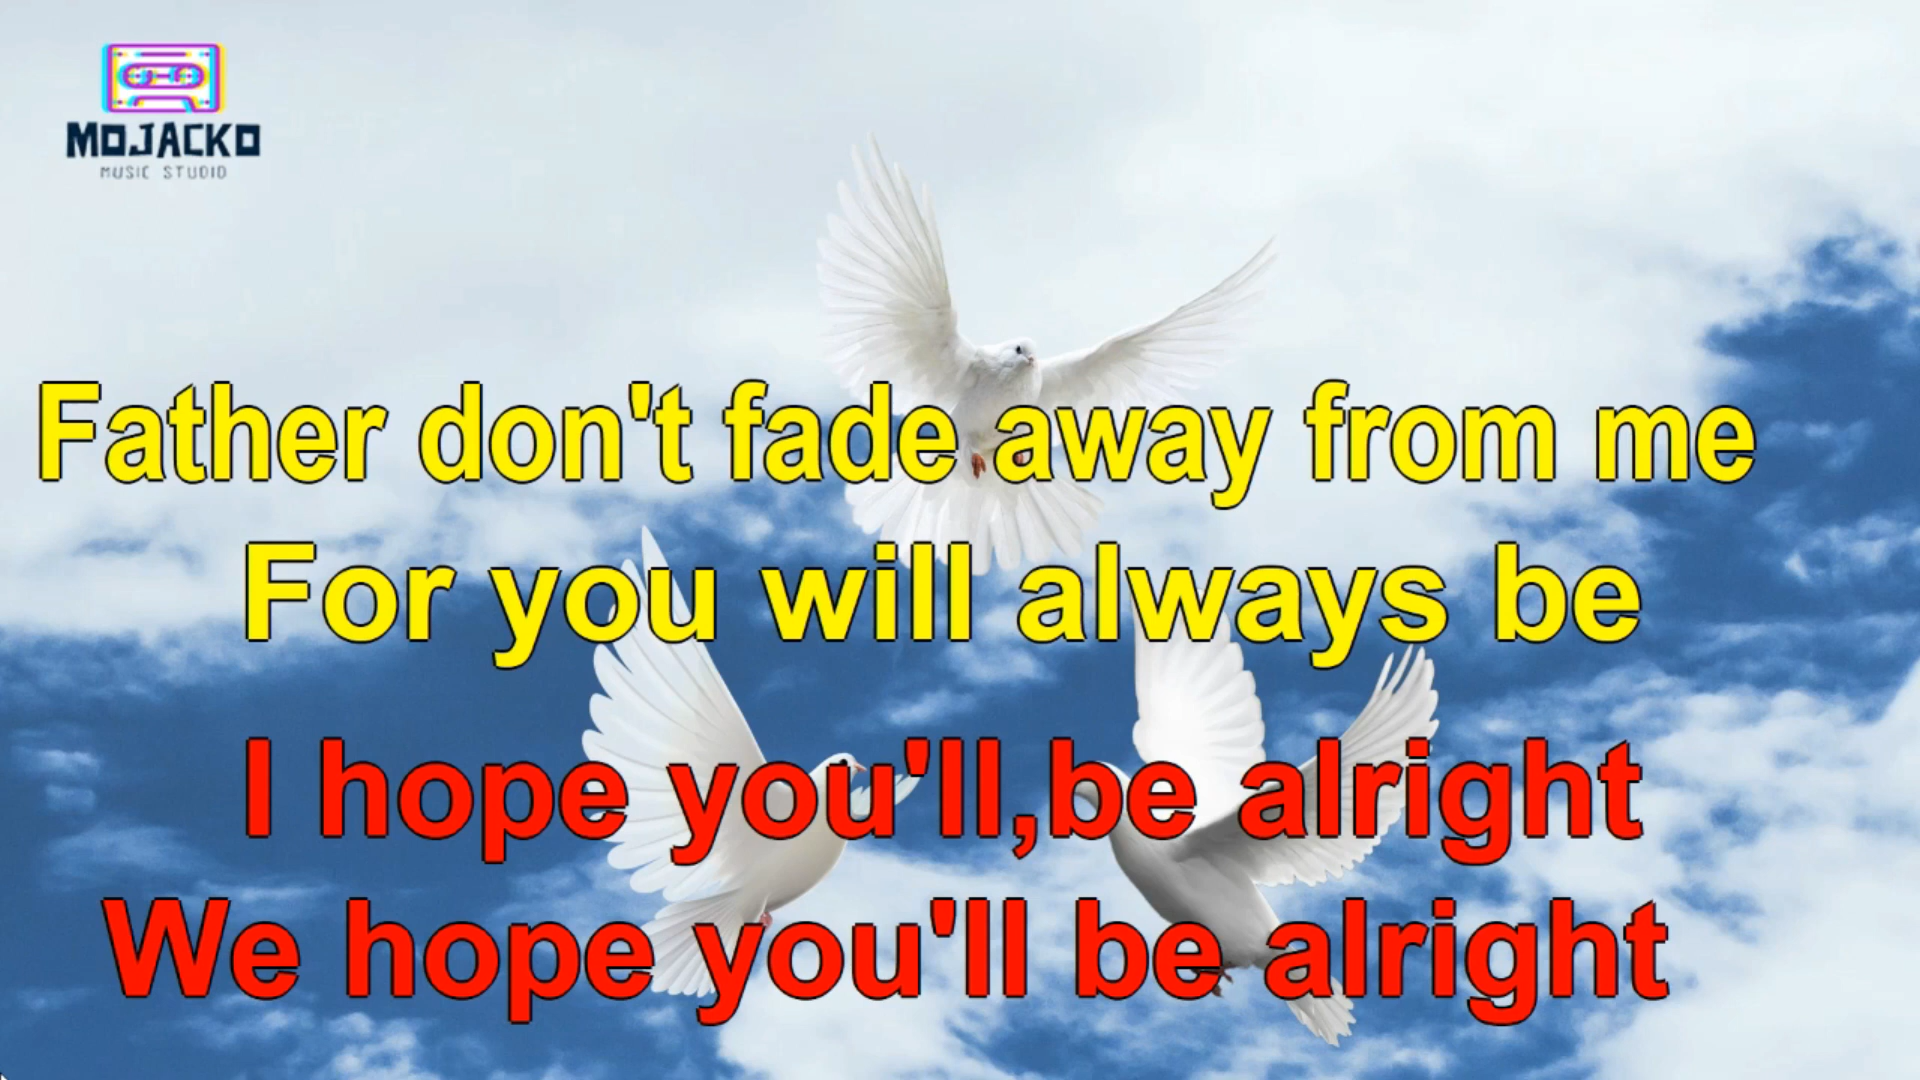 MOJACKO
MUSIC STUDIO
Father don't fade away from me
For you will always be
I hope you'll,be alright
We hope you'll be alright